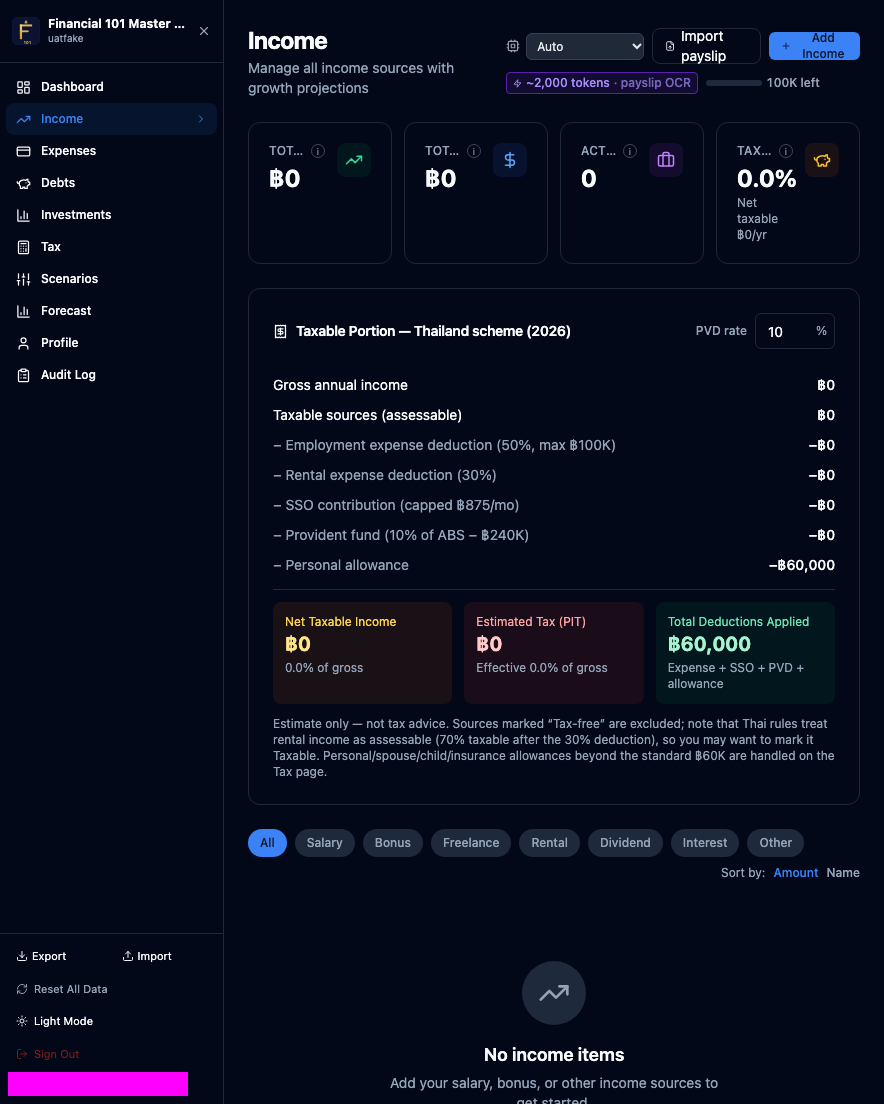 Financial 101 Master ...
uatfake
Dashboard
Income
Expenses
Debts
Investments
Tax
Scenarios
Forecast
Profile
Audit Log
Export
Import
Reset All Data
Light Mode
Sign Out
Income
Manage all income sources with
growth projections
Auto
Import
payslip
Add
Income
~2,000 tokens · payslip OCR
100K left
TOT...
฿0
TOT...
฿0
ACT...
0
TAX...
0.0%
Net
taxable
฿0/yr
Taxable Portion — Thailand scheme (2026)
PVD rate
10
%
Gross annual income
฿0
Taxable sources (assessable)
฿0
– Employment expense deduction (50%, max ฿100K)
–฿0
– Rental expense deduction (30%)
–฿0
– SSO contribution (capped ฿875/mo)
–฿0
– Provident fund (10% of ABS – ฿240K)
–฿0
– Personal allowance
–฿60,000
Net Taxable Income
฿0
0.0% of gross
Estimated Tax (PIT)
฿0
Effective 0.0% of gross
Total Deductions Applied
฿60,000
Expense + SSO + PVD +
allowance
Estimate only — not tax advice. Sources marked “Tax-free” are excluded; note that Thai rules treat
rental income as assessable (70% taxable after the 30% deduction), so you may want to mark it
Taxable. Personal/spouse/child/insurance allowances beyond the standard ฿60K are handled on the
Tax page.
All
Salary
Bonus
Freelance
Rental
Dividend
Interest
Other
Sort by:
Amount
Name
No income items
Add your salary, bonus, or other income sources to
get started